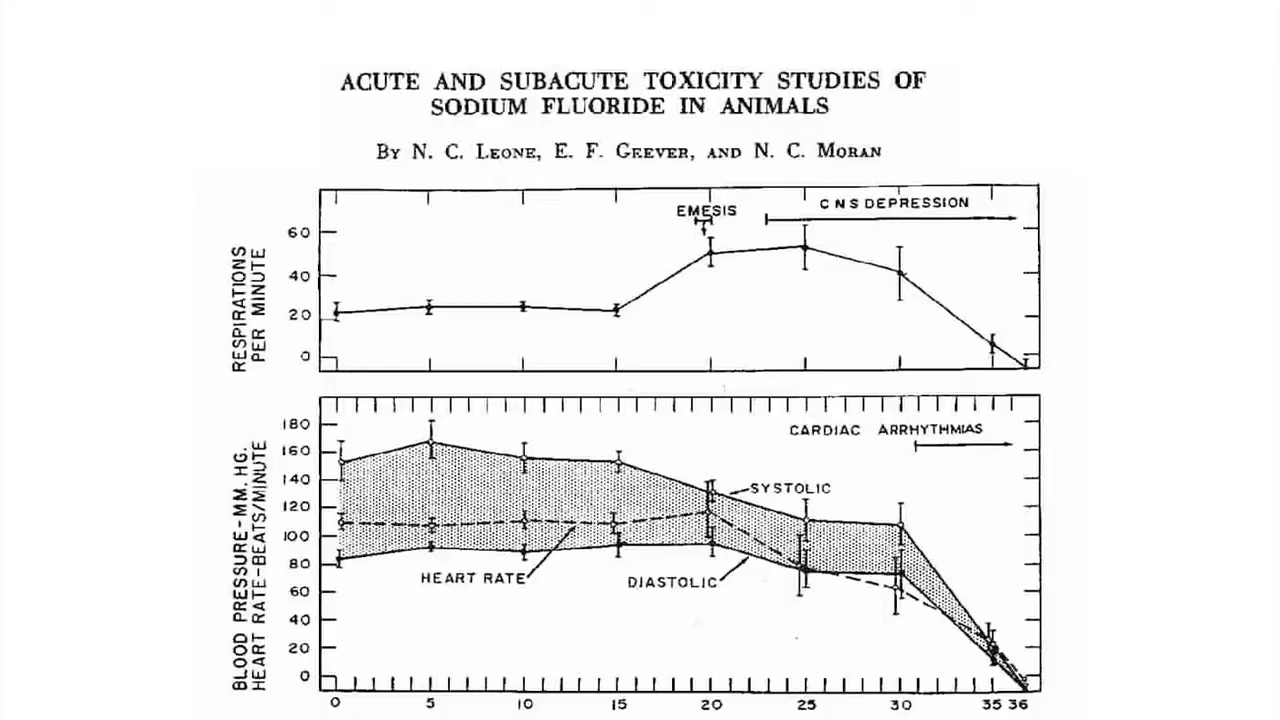 ACUTE AND SUBACUTE TOXICITY STUDIES OF
SODIUM FLUORIDE IN ANIMALS
BY N. C. LEONE, E. F. GEEVER, AND N. C. MORAN
EMESIS
CNS DEPRESSION
RESPIRATIONS
PER MINUTE
60
40
20
0
CARDIAC ARRHYTHMIAS
SYSTOLIC
HEART RATE
DIASTOLIC
BLOOD PRESSURE-MM. HG.
HEART RATE-BEATS/MINUTE
180
160
140
120
100
80
60
40
20
0
0 5 10 15 20 25 30 35 36